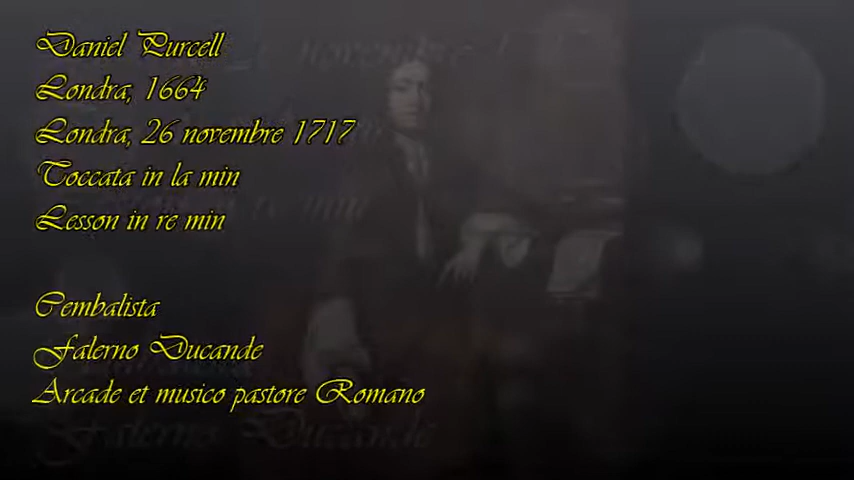 Daniel Purcell
Londra, 1664
Londra, 26 novembre 1717
Toccata in la min
Lesson in re min
Cembalista
Falerno Ducande
Arcade et musico pastore Romano